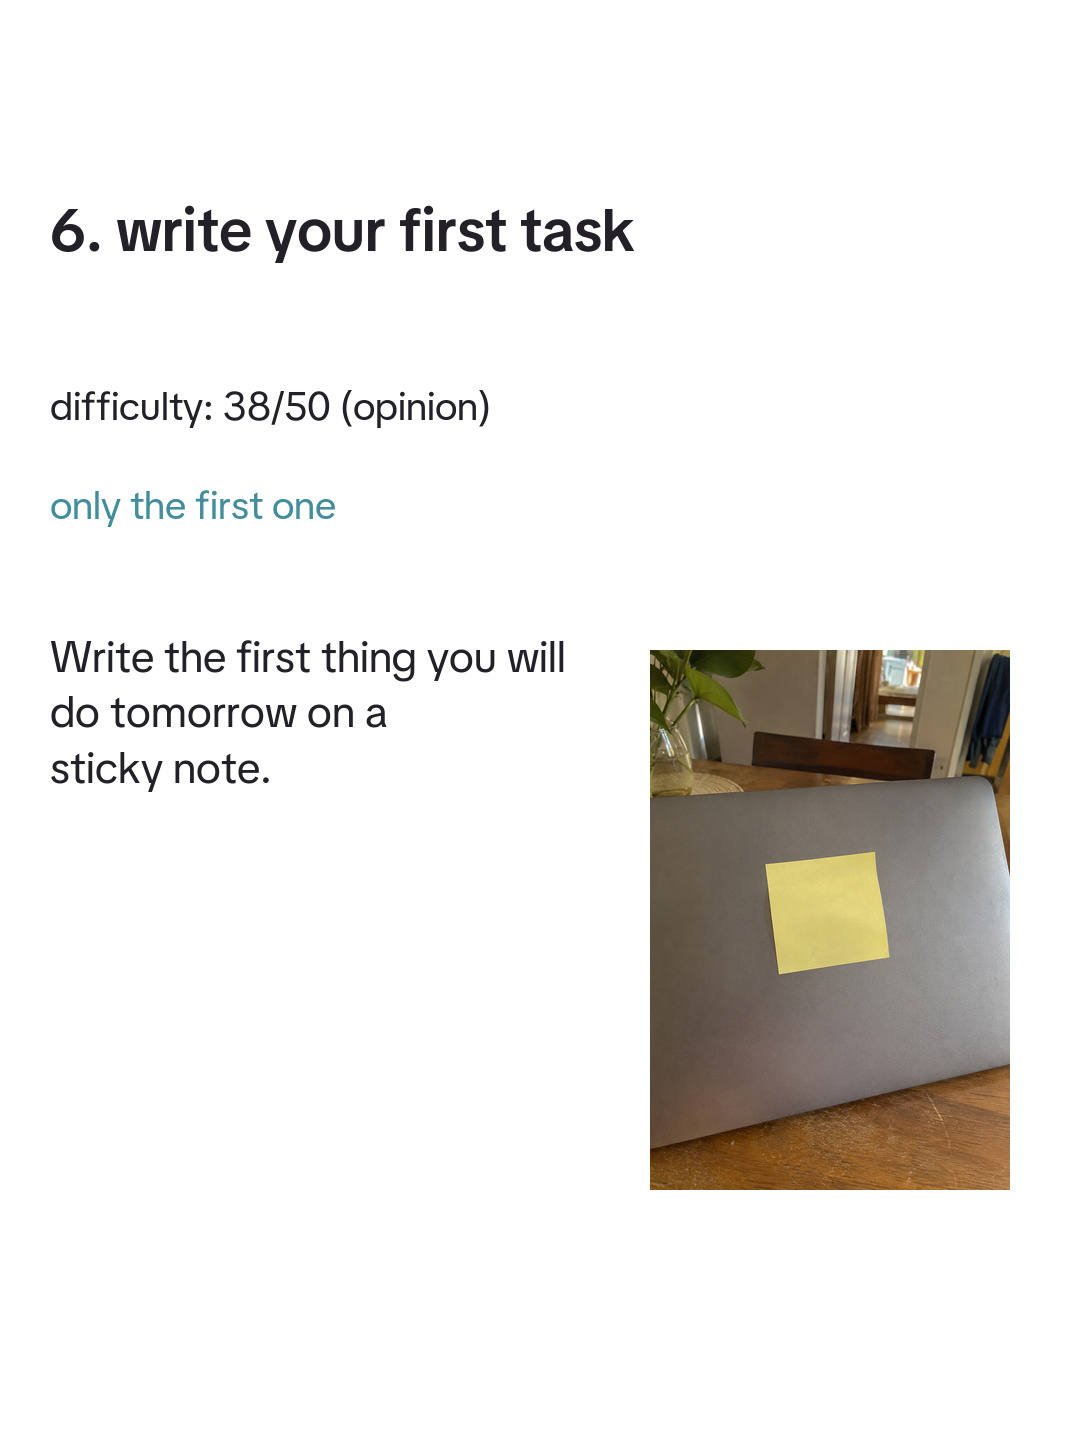 6. write your first task
difficulty: 38/50 (opinion)
only the first one
Write the first thing you will
do tomorrow on a
sticky note.